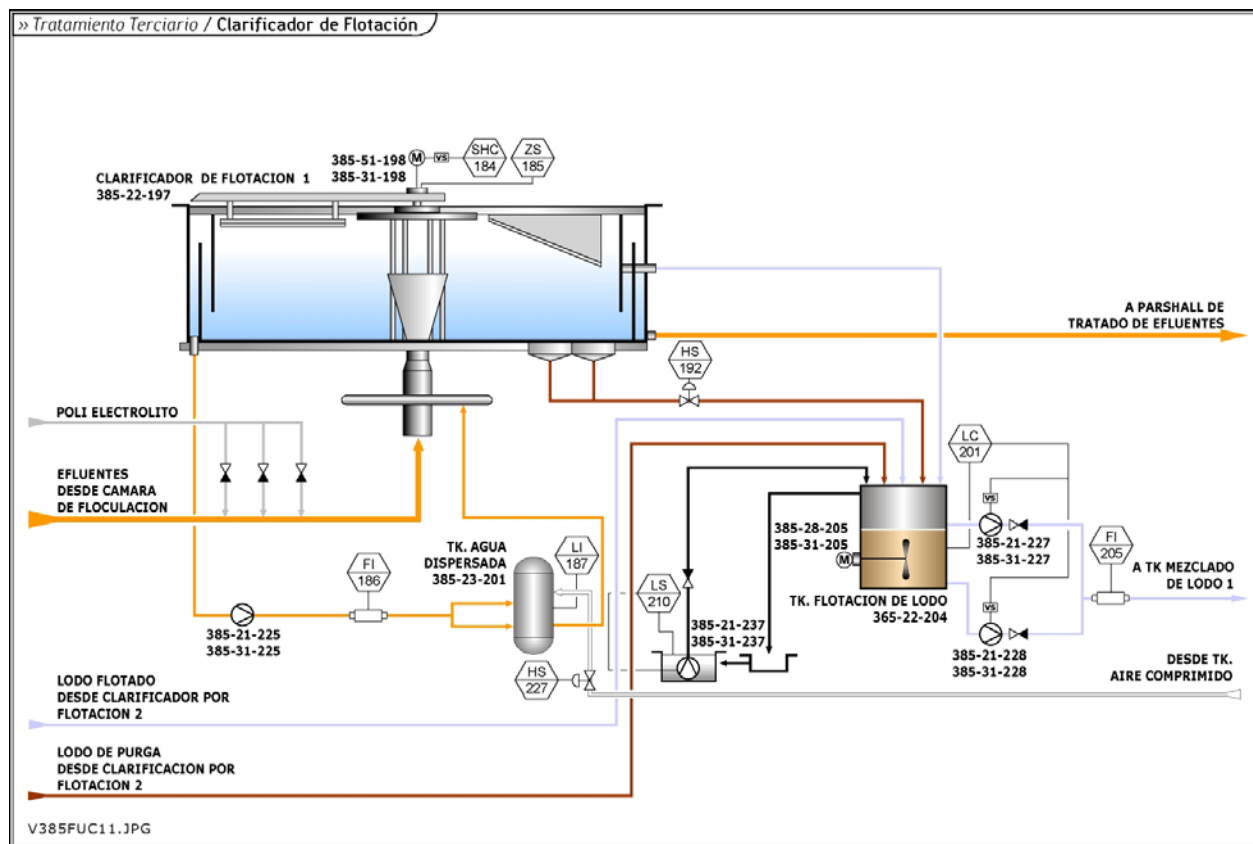 » Tratamiento Terciario / Clarificador de Flotación
385-51-198
385-31-198
M
VS
SHC
184
ZS
185
CLARIFICADOR DE FLOTACION 1
385-22-197
A PARSHALL DE
TRATADO DE EFLUENTES
HS
192
POLI ELECTROLITO
EFLUENTES
DESDE CAMARA
DE FLOCULACION
LC
201
VS
385-21-227
385-31-227
385-28-205
385-31-205
M
TK. FLOTACION DE LODO
365-22-204
FI
205
A TK MEZCLADO
DE LODO 1
VS
385-21-228
385-31-228
TK. AGUA
DISPERSADA
385-23-201
LI
187
FI
186
385-21-225
385-31-225
LS
210
385-21-237
385-31-237
HS
227
DESDE TK.
AIRE COMPRIMIDO
LODO FLOTADO
DESDE CLARIFICADOR POR
FLOTACION 2
LODO DE PURGA
DESDE CLARIFICACION POR
FLOTACION 2
V385FUC11.JPG